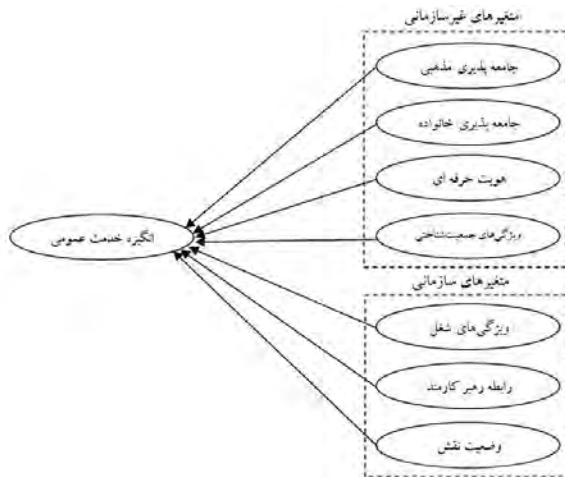 متغیرهای غیرسازمانی
جامعه پذیری مذهبی
جامعه پذیری خانواده
هویت حرفه ای
ویژگی‌های جمعیت‌شناختی
انگیزه خدمت عمومی
متغیرهای سازمانی
ویژگی‌های شغل
رابطه رهبر کارمند
وضعیت نقش